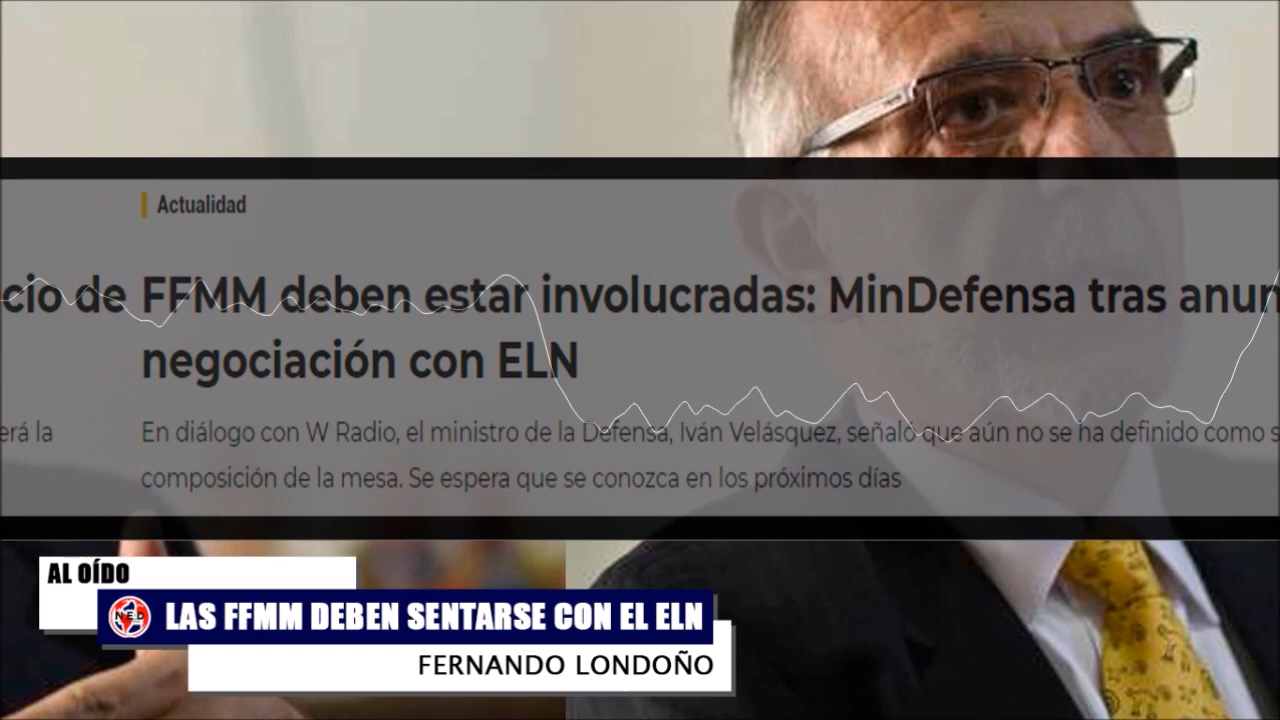 Actualidad
cio de FFMM deben estar involucradas: MinDefensa tras anun
negociación con ELN
erá la En diálogo con W Radio, el ministro de la Defensa, Iván Velásquez, señaló que aún no se ha definido como s
composición de la mesa. Se espera que se conozca en los próximos días
AL OÍDO
LAS FFMM DEBEN SENTARSE CON EL ELN
FERNANDO LONDOÑO